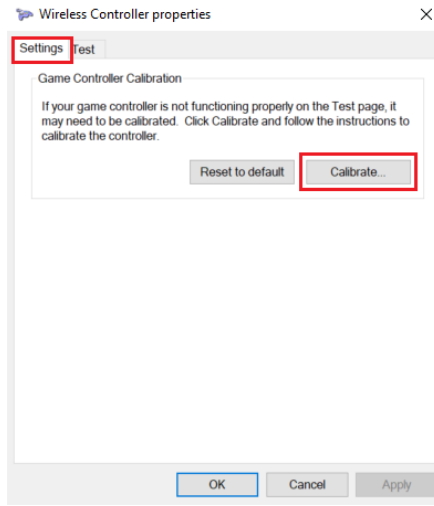 Wireless Controller properties
Settings Test
Game Controller Calibration
If your game controller is not functioning properly on the Test page, it
may need to be calibrated. Click Calibrate and follow the instructions to
calibrate the controller.
Reset to default Calibrate...
OK Cancel Apply